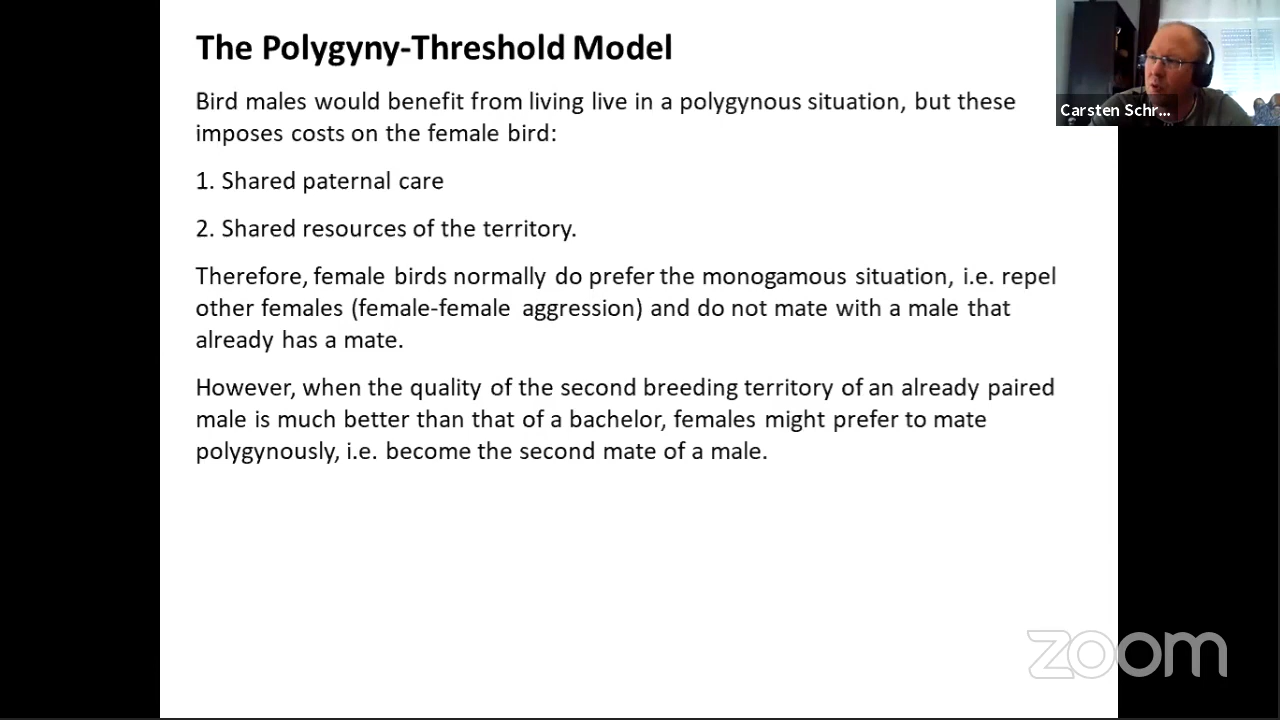 The Polygyny-Threshold Model
Bird males would benefit from living live in a polygynous situation, but these
imposes costs on the female bird:
1. Shared paternal care
2. Shared resources of the territory.
Therefore, female birds normally do prefer the monogamous situation, i.e. repel
other females (female-female aggression) and do not mate with a male that
already has a mate.
However, when the quality of the second breeding territory of an already paired
male is much better than that of a bachelor, females might prefer to mate
polygynously, i.e. become the second mate of a male.
Carsten Schr...
zoom